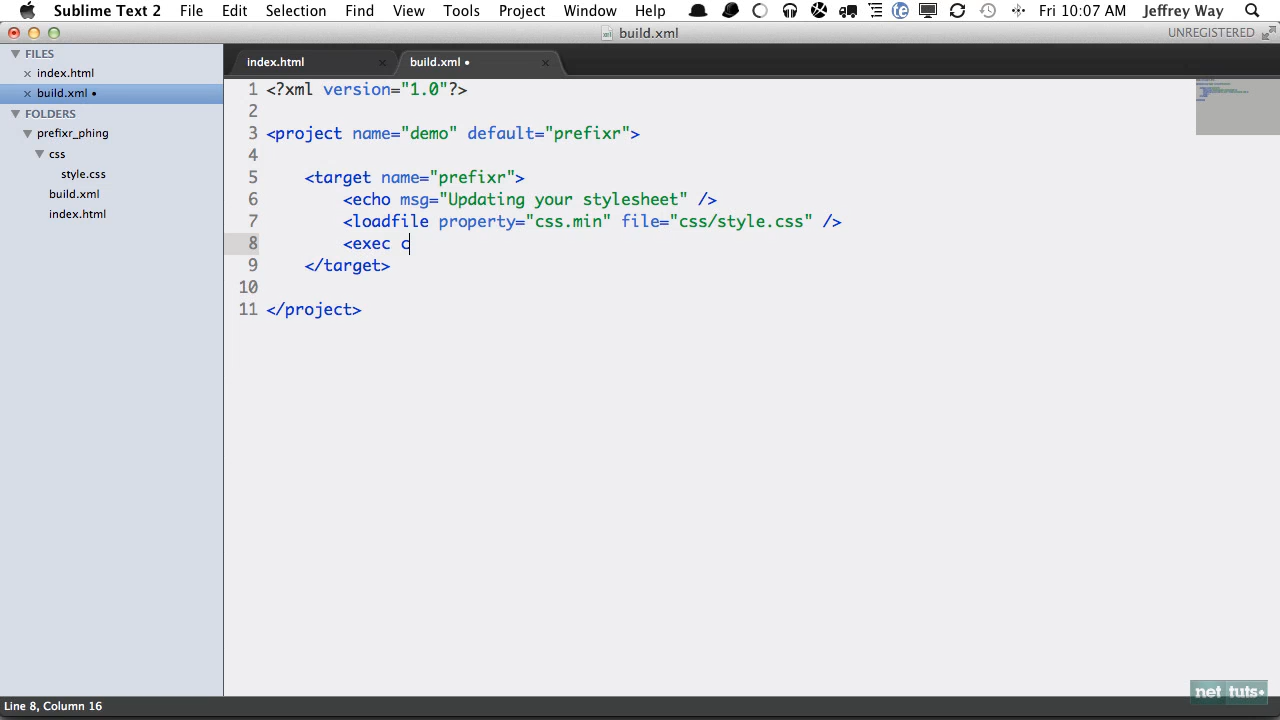 Sublime Text 2 File Edit Selection Find View Tools Project Window Help Fri 10:07 AM Jeffrey Way
build.xml UNREGISTERED
FILES
index.html
build.xml
FOLDERS
prefixr_phing
css
style.css
build.xml
index.html
index.html build.xml
1 <?xml version="1.0"?>
2
3 <project name="demo" default="prefixr">
4
5 <target name="prefixr">
6 <echo msg="Updating your stylesheet" />
7 <loadfile property="css.min" file="css/style.css" />
8 <exec c
9 </target>
10
11 </project>
Line 8, Column 16
net tuts+